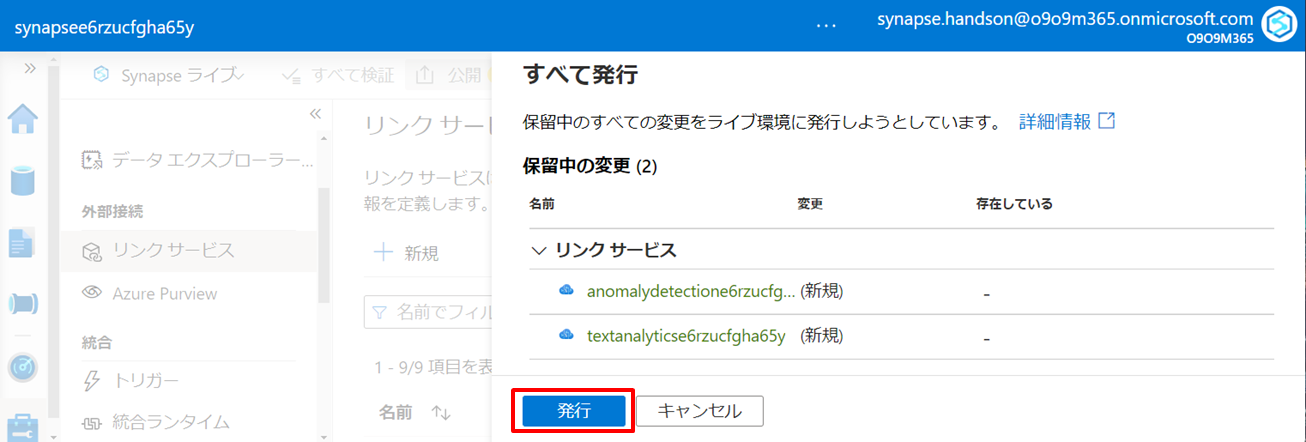 synapsee6rzucfgha65y
...
synapse.handson@o9o9m365.onmicrosoft.com
O9O9M365
Synapse ライブ
すべて検証
公開
データ エクスプローラー...
外部接続
リンク サービス
Azure Purview
統合
トリガー
統合ランタイム
リンク サー
リンク サービスに
報を定義します。
新規
名前でフィル
1 - 9/9 項目を表
名前
すべて発行
保留中のすべての変更をライブ環境に発行しようとしています。 詳細情報
保留中の変更 (2)
名前 変更 存在している
リンク サービス
anomalydetectione6rzucfg... (新規) -
textanalyticse6rzucfgha65y (新規) -
発行 キャンセル